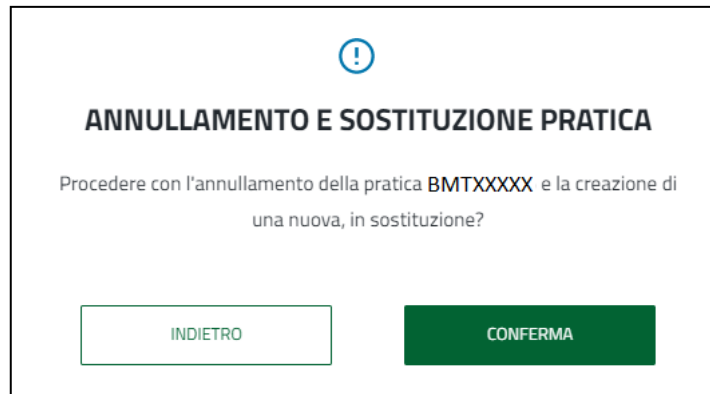 ANNULLAMENTO E SOSTITUZIONE PRATICA
Procedere con l'annullamento della pratica BMTXXXXX e la creazione di
una nuova, in sostituzione?
INDIETRO
CONFERMA